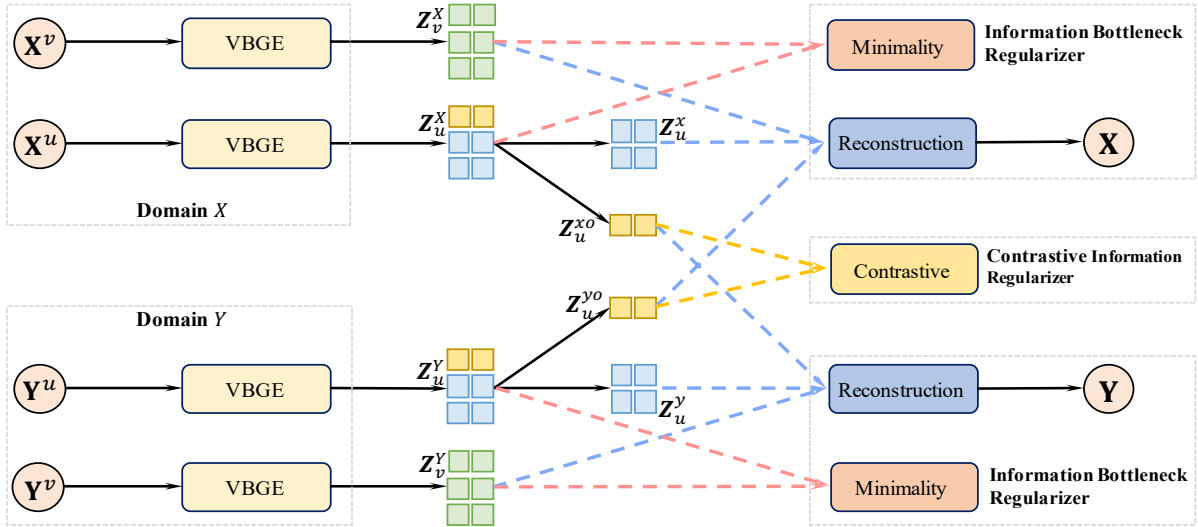 X^v
VBGE
Z_v^X
Minimality
Information Bottleneck
Regularizer
X^u
VBGE
Z_u^X
Z_u^x
Reconstruction
X
Domain X
Z_u^{xo}
Contrastive
Contrastive Information
Regularizer
Domain Y
Z_u^{yo}
Y^u
VBGE
Z_u^Y
Z_u^y
Reconstruction
Y
Y^v
VBGE
Z_v^Y
Minimality
Information Bottleneck
Regularizer